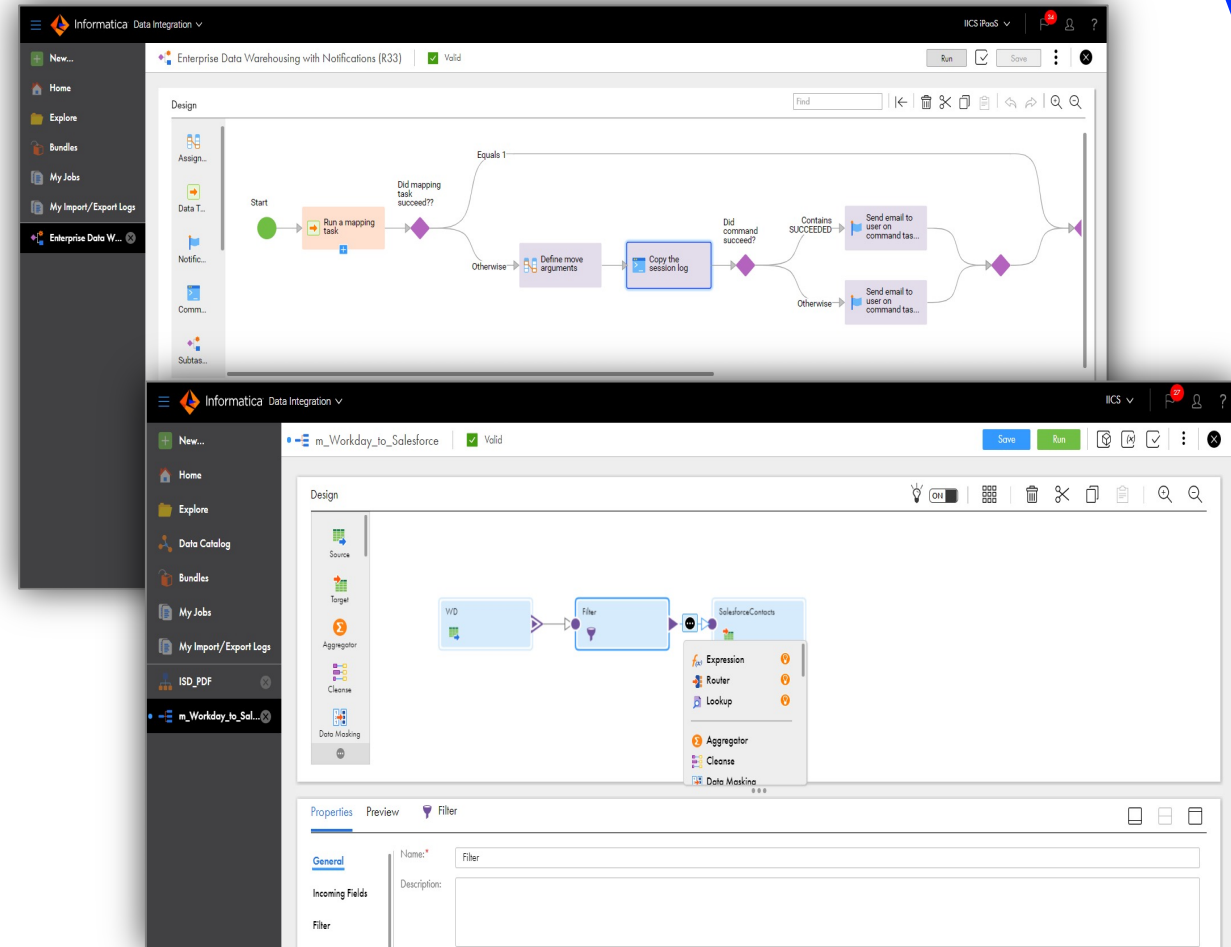 Informatica Data Integration
IICS iPaaS
34
?
New...
Home
Explore
Bundles
My Jobs
My Import/Export Logs
Enterprise Data W...
Enterprise Data Warehousing with Notifications (R33)
Valid
Run
Save
Design
Find
Assign...
Data T...
Notific...
Comm...
Subtas...
Start
Run a mapping
task
Did mapping
task
succeed??
Equals 1
Otherwise
Define move
arguments
Copy the
session log
Did
command
succeed?
Contains
SUCCEEDED
Send email to
user on
command tas...
Otherwise
Send email to
user on
command tas...
Informatica Data Integration
IICS
27
?
New...
Home
Explore
Data Catalog
Bundles
My Jobs
My Import/Export Logs
ISD_PDF
m_Workday_to_Sal...
m_Workday_to_Salesforce
Valid
Save
Run
Design
ON
Source
Target
Aggregator
Cleanse
Data Masking
WD
Filter
SalesforceContacts
f(x) Expression
Router
Lookup
Aggregator
Cleanse
Data Masking
Properties Preview Filter
General
Incoming Fields
Filter
Name:*
Filter
Description: